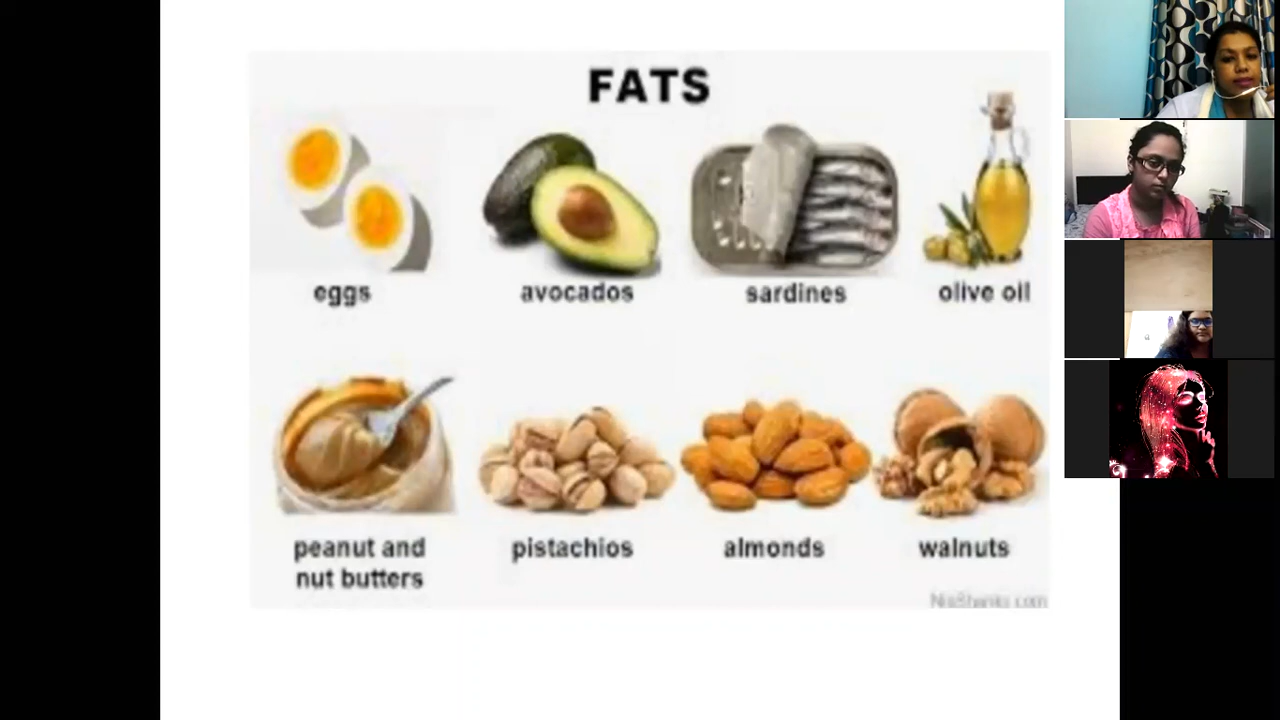 FATS
eggs
avocados
sardines
olive oil
peanut and
nut butters
pistachios
almonds
walnuts